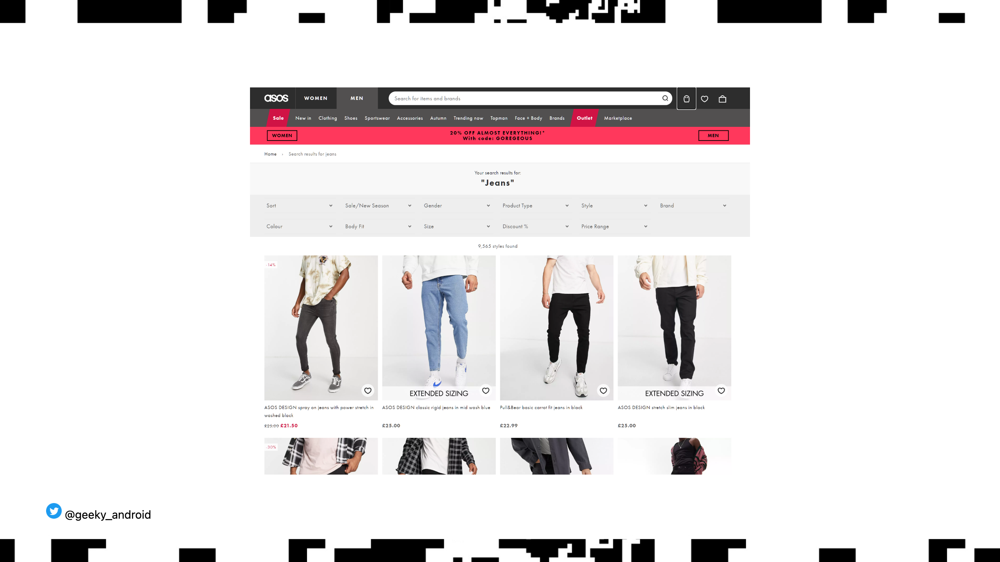 asos WOMEN MEN Search for items and brands
Sale New in Clothing Shoes Sportswear Accessories Autumn Trending now Topman Face + Body Brands Outlet Marketplace
WOMEN 20% OFF ALMOST EVERYTHING!* MEN
With code: GOREGEOUS
Home › Search results for jeans
Your search results for:
"Jeans"
Sort Sale/New Season Gender Product Type Style Brand
Colour Body Fit Size Discount % Price Range
9,565 styles found
-14%
EXTENDED SIZING EXTENDED SIZING
ASOS DESIGN spray on jeans with power stretch in washed black
£25.00 £21.50
ASOS DESIGN classic rigid jeans in mid wash blue
£25.00
Pull&Bear basic carrot fit jeans in black
£22.99
ASOS DESIGN stretch slim jeans in black
£25.00
-30%
@geeky_android